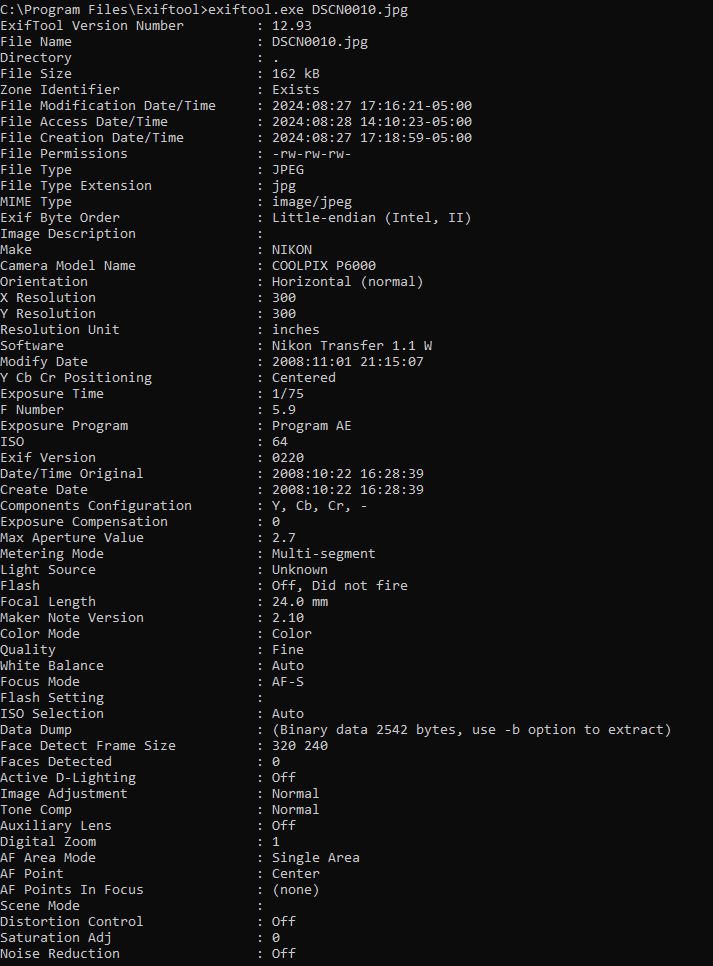 C:\Program Files\Exiftool>exiftool.exe DSCN0010.jpg
ExifTool Version Number         : 12.93
File Name                       : DSCN0010.jpg
Directory                       : .
File Size                       : 162 kB
Zone Identifier                 : Exists
File Modification Date/Time     : 2024:08:27 17:16:21-05:00
File Access Date/Time           : 2024:08:28 14:10:23-05:00
File Creation Date/Time         : 2024:08:27 17:18:59-05:00
File Permissions                : -rw-rw-rw-
File Type                       : JPEG
File Type Extension             : jpg
MIME Type                       : image/jpeg
Exif Byte Order                 : Little-endian (Intel, II)
Image Description               :
Make                            : NIKON
Camera Model Name               : COOLPIX P6000
Orientation                     : Horizontal (normal)
X Resolution                    : 300
Y Resolution                    : 300
Resolution Unit                 : inches
Software                        : Nikon Transfer 1.1 W
Modify Date                     : 2008:11:01 21:15:07
Y Cb Cr Positioning             : Centered
Exposure Time                   : 1/75
F Number                        : 5.9
Exposure Program                : Program AE
ISO                             : 64
Exif Version                    : 0220
Date/Time Original              : 2008:10:22 16:28:39
Create Date                     : 2008:10:22 16:28:39
Components Configuration        : Y, Cb, Cr, -
Exposure Compensation           : 0
Max Aperture Value              : 2.7
Metering Mode                   : Multi-segment
Light Source                    : Unknown
Flash                           : Off, Did not fire
Focal Length                    : 24.0 mm
Maker Note Version              : 2.10
Color Mode                      : Color
Quality                         : Fine
White Balance                   : Auto
Focus Mode                      : AF-S
Flash Setting                   :
ISO Selection                   : Auto
Data Dump                       : (Binary data 2542 bytes, use -b option to extract)
Face Detect Frame Size          : 320 240
Faces Detected                  : 0
Active D-Lighting               : Off
Image Adjustment                : Normal
Tone Comp                       : Normal
Auxiliary Lens                  : Off
Digital Zoom                    : 1
AF Area Mode                    : Single Area
AF Point                        : Center
AF Points In Focus              : (none)
Scene Mode                      :
Distortion Control              : Off
Saturation Adj                  : 0
Noise Reduction                 : Off